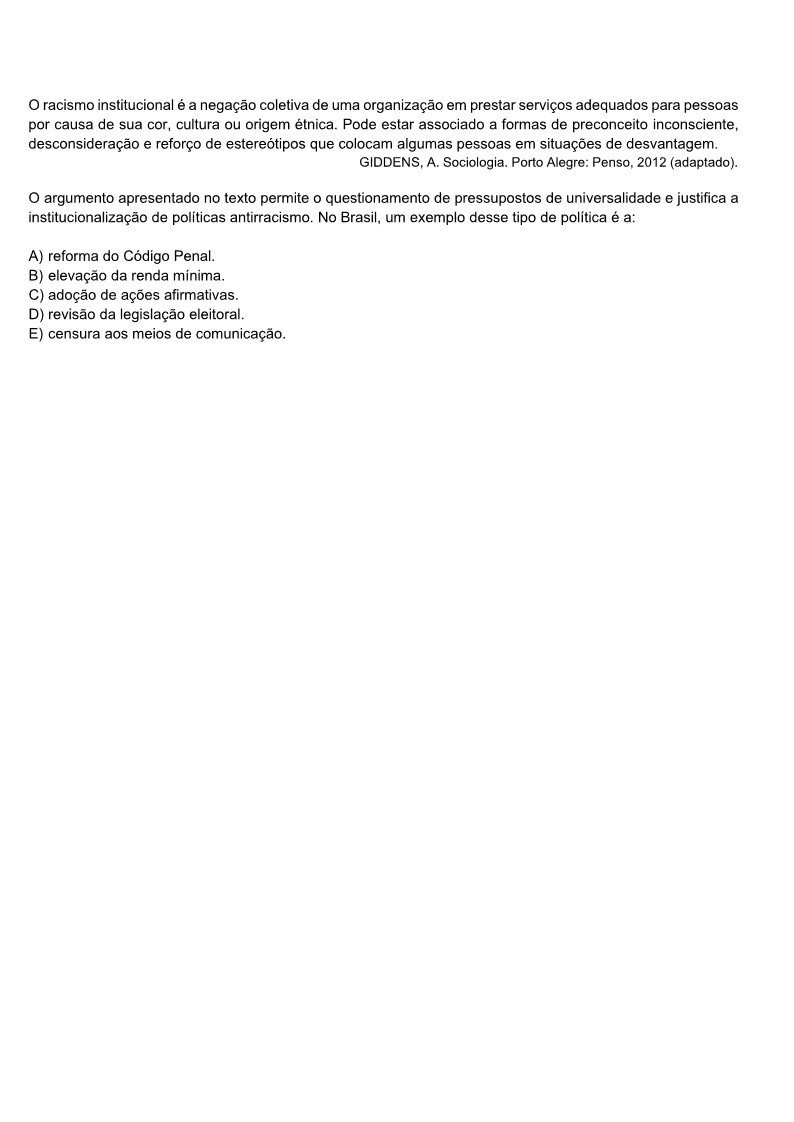 O racismo institucional é a negação coletiva de uma organização em prestar serviços adequados para pessoas
por causa de sua cor, cultura ou origem étnica. Pode estar associado a formas de preconceito inconsciente,
desconsideração e reforço de estereótipos que colocam algumas pessoas em situações de desvantagem.
GIDDENS, A. Sociologia. Porto Alegre: Penso, 2012 (adaptado).
O argumento apresentado no texto permite o questionamento de pressupostos de universalidade e justifica a
institucionalização de políticas antirracismo. No Brasil, um exemplo desse tipo de política é a:
A) reforma do Código Penal.
B) elevação da renda mínima.
C) adoção de ações afirmativas.
D) revisão da legislação eleitoral.
E) censura aos meios de comunicação.